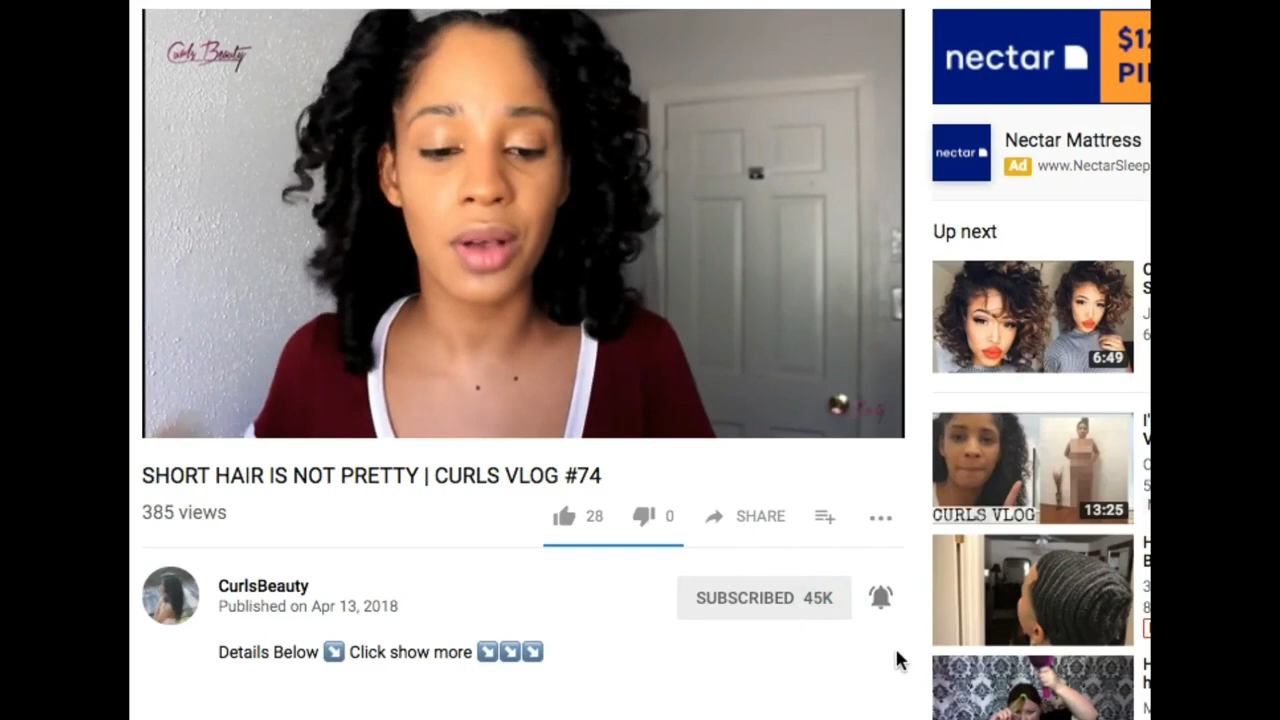 Curls Beauty
nectar
$12
PI
nectar
Nectar Mattress
Ad www.NectarSleep
Up next
6:49
CURLS VLOG
13:25
SHORT HAIR IS NOT PRETTY | CURLS VLOG #74
385 views
28
0
SHARE
CurlsBeauty
Published on Apr 13, 2018
SUBSCRIBED 45K
Details Below Click show more